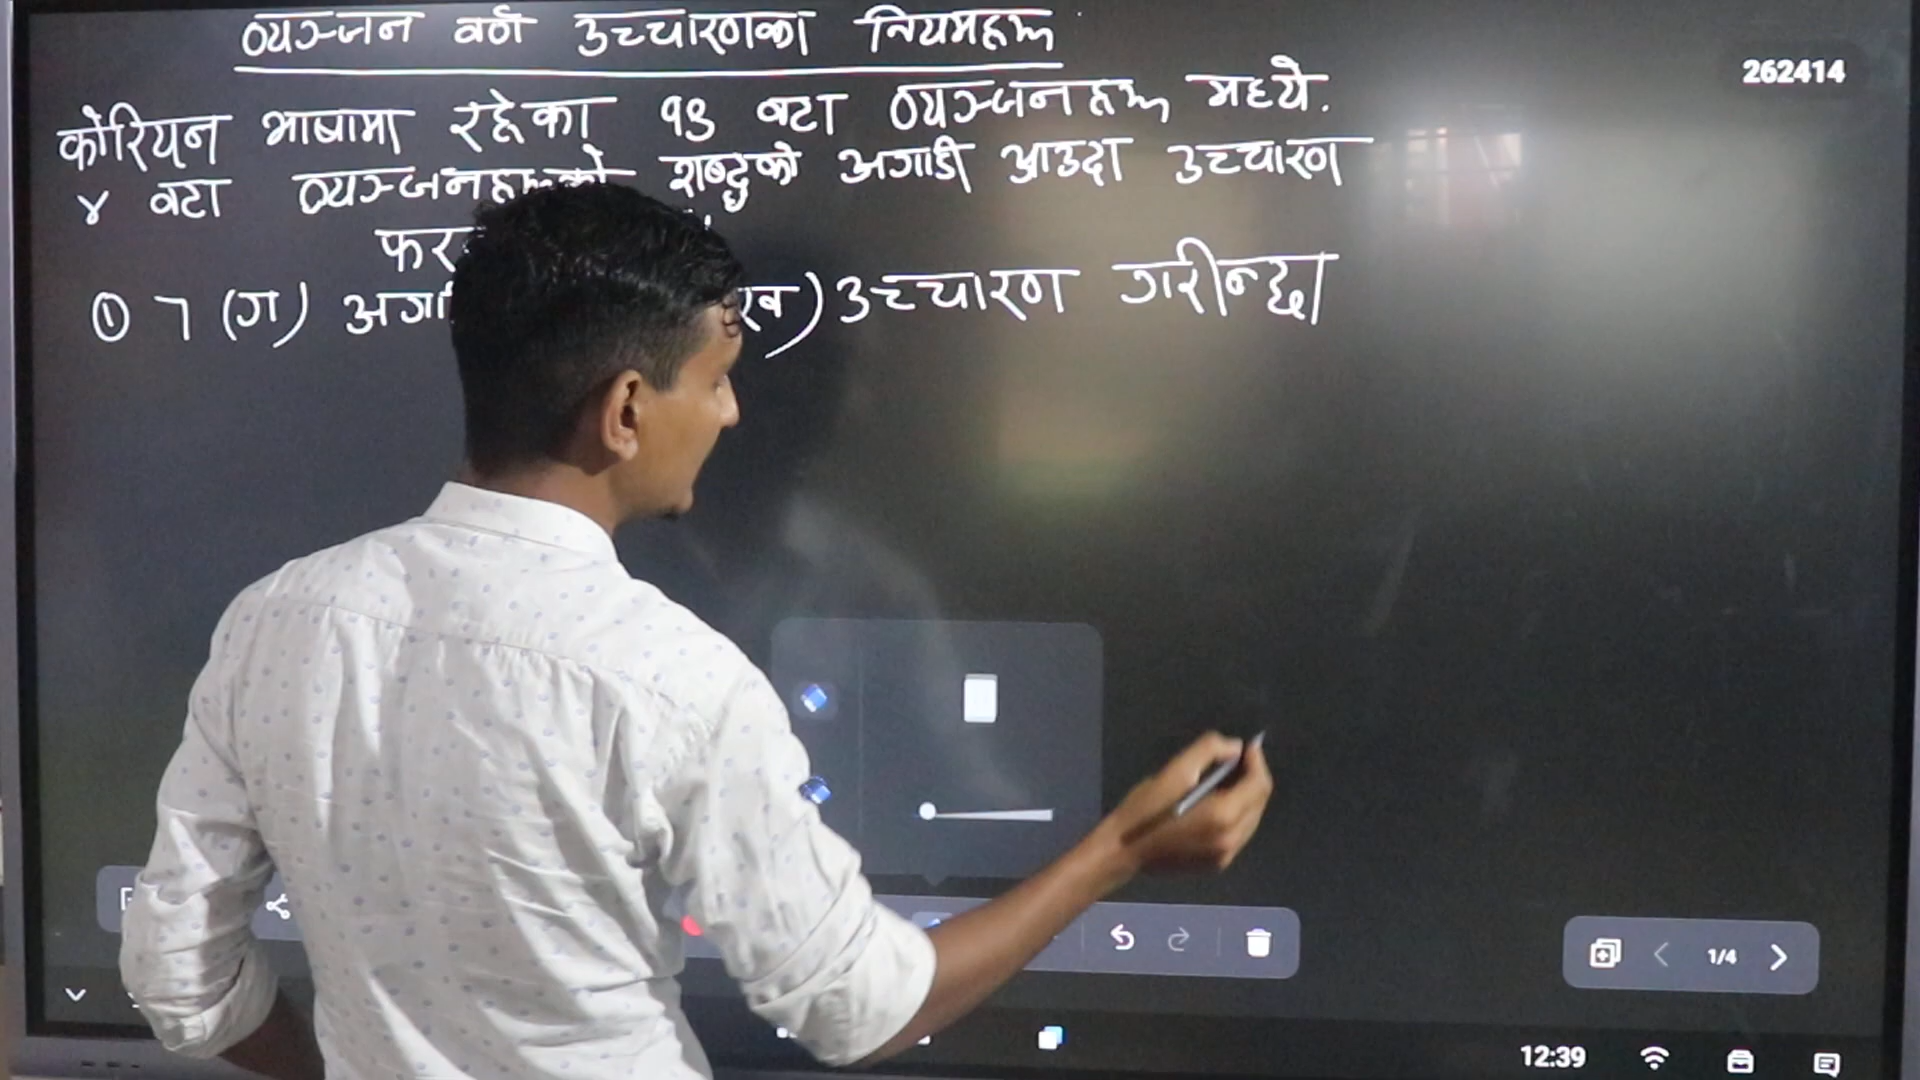 व्यञ्जन वर्ण उच्चारणका नियमहरू
262414
कोरियन भाषामा रहेका १९ वटा व्यञ्जनहरू मध्ये.
४ वटा व्यञ्जनहरूको शब्दको अगाडी आउदा उच्चारण
फर
① ㄱ (ग) अगा ख) उच्चारण गरीन्छ।
1/4
12:39